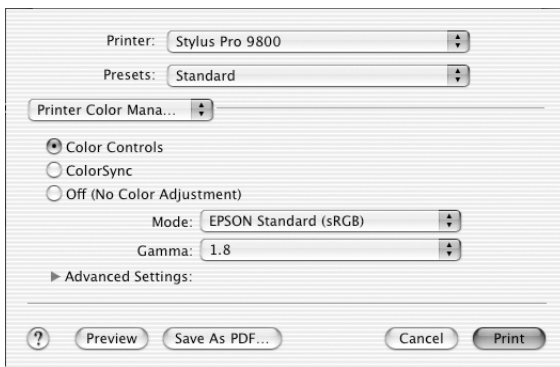 Printer: Stylus Pro 9800
Presets: Standard
Printer Color Mana...
Color Controls
ColorSync
Off (No Color Adjustment)
Mode: EPSON Standard (sRGB)
Gamma: 1.8
Advanced Settings:
? Preview Save As PDF... Cancel Print